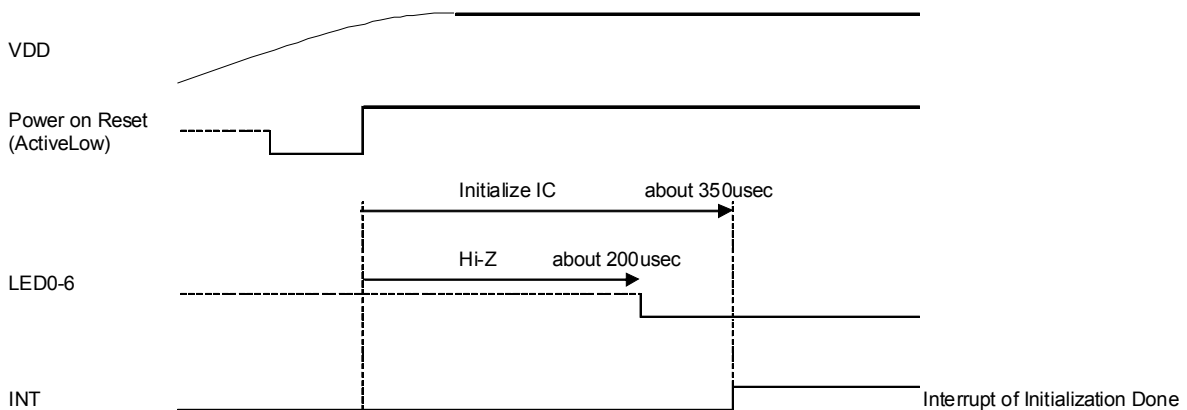 VDD
Power on Reset
(ActiveLow)
Initialize IC about 350usec
Hi-Z about 200usec
LED0-6
INT
Interrupt of Initialization Done